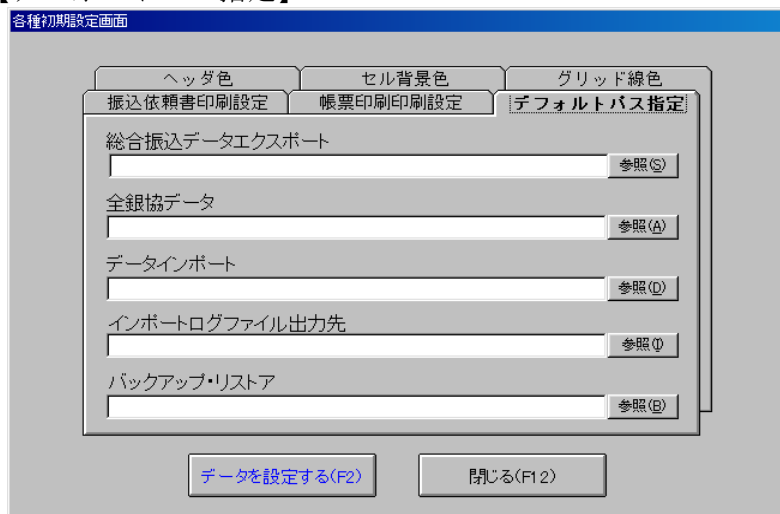 各種初期設定画面
ヘッダ色 セル背景色 グリッド線色
振込依頼書印刷設定 帳票印刷印刷設定 デフォルトパス指定
総合振込データエクスポート
参照(S)
全銀協データ
参照(A)
データインポート
参照(D)
インポートログファイル出力先
参照(I)
バックアップ・リストア
参照(B)
データを設定する(F2) 閉じる(F12)